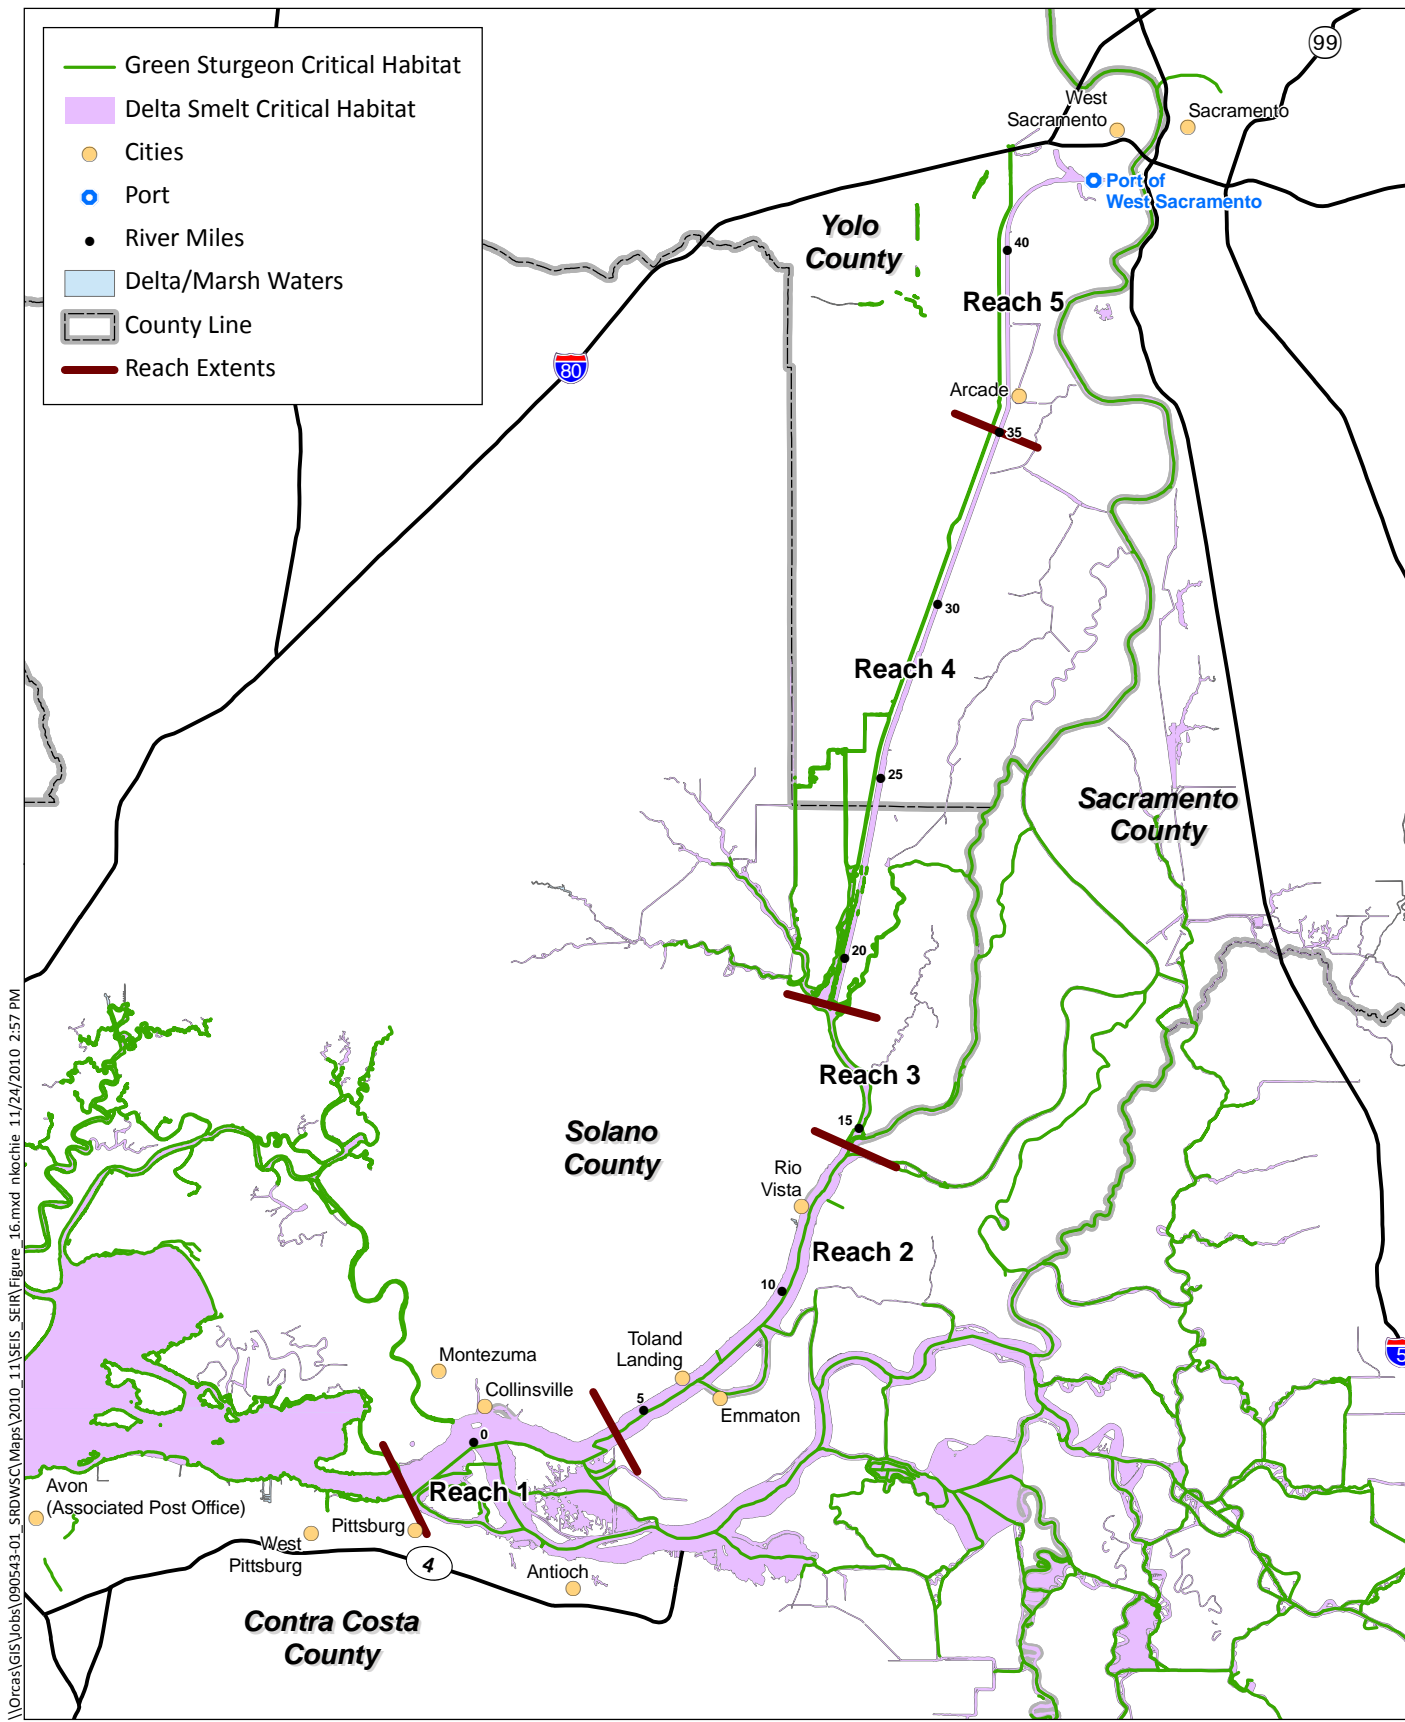 Green Sturgeon Critical Habitat
Delta Smelt Critical Habitat
Cities
Port
River Miles
Delta/Marsh Waters
County Line
Reach Extents
99
West
Sacramento
Sacramento
Port of
West Sacramento
Yolo
County
40
Reach 5
80
Arcade
35
30
Reach 4
25
Sacramento
County
20
Reach 3
15
Solano
County
Rio
Vista
Reach 2
10
Toland
Landing
5
Montezuma
Collinsville
Emmaton
0
5
Reach 1
Avon
(Associated Post Office)
Pittsburg
West
Pittsburg
4
Antioch
Contra Costa
County
\\Orcas\GIS\Jobs\090543-01_SRDWSC\Maps\2010_11\SEIS_SEIR\Figure_16.mxd nkochie 11/24/2010 2:57 PM